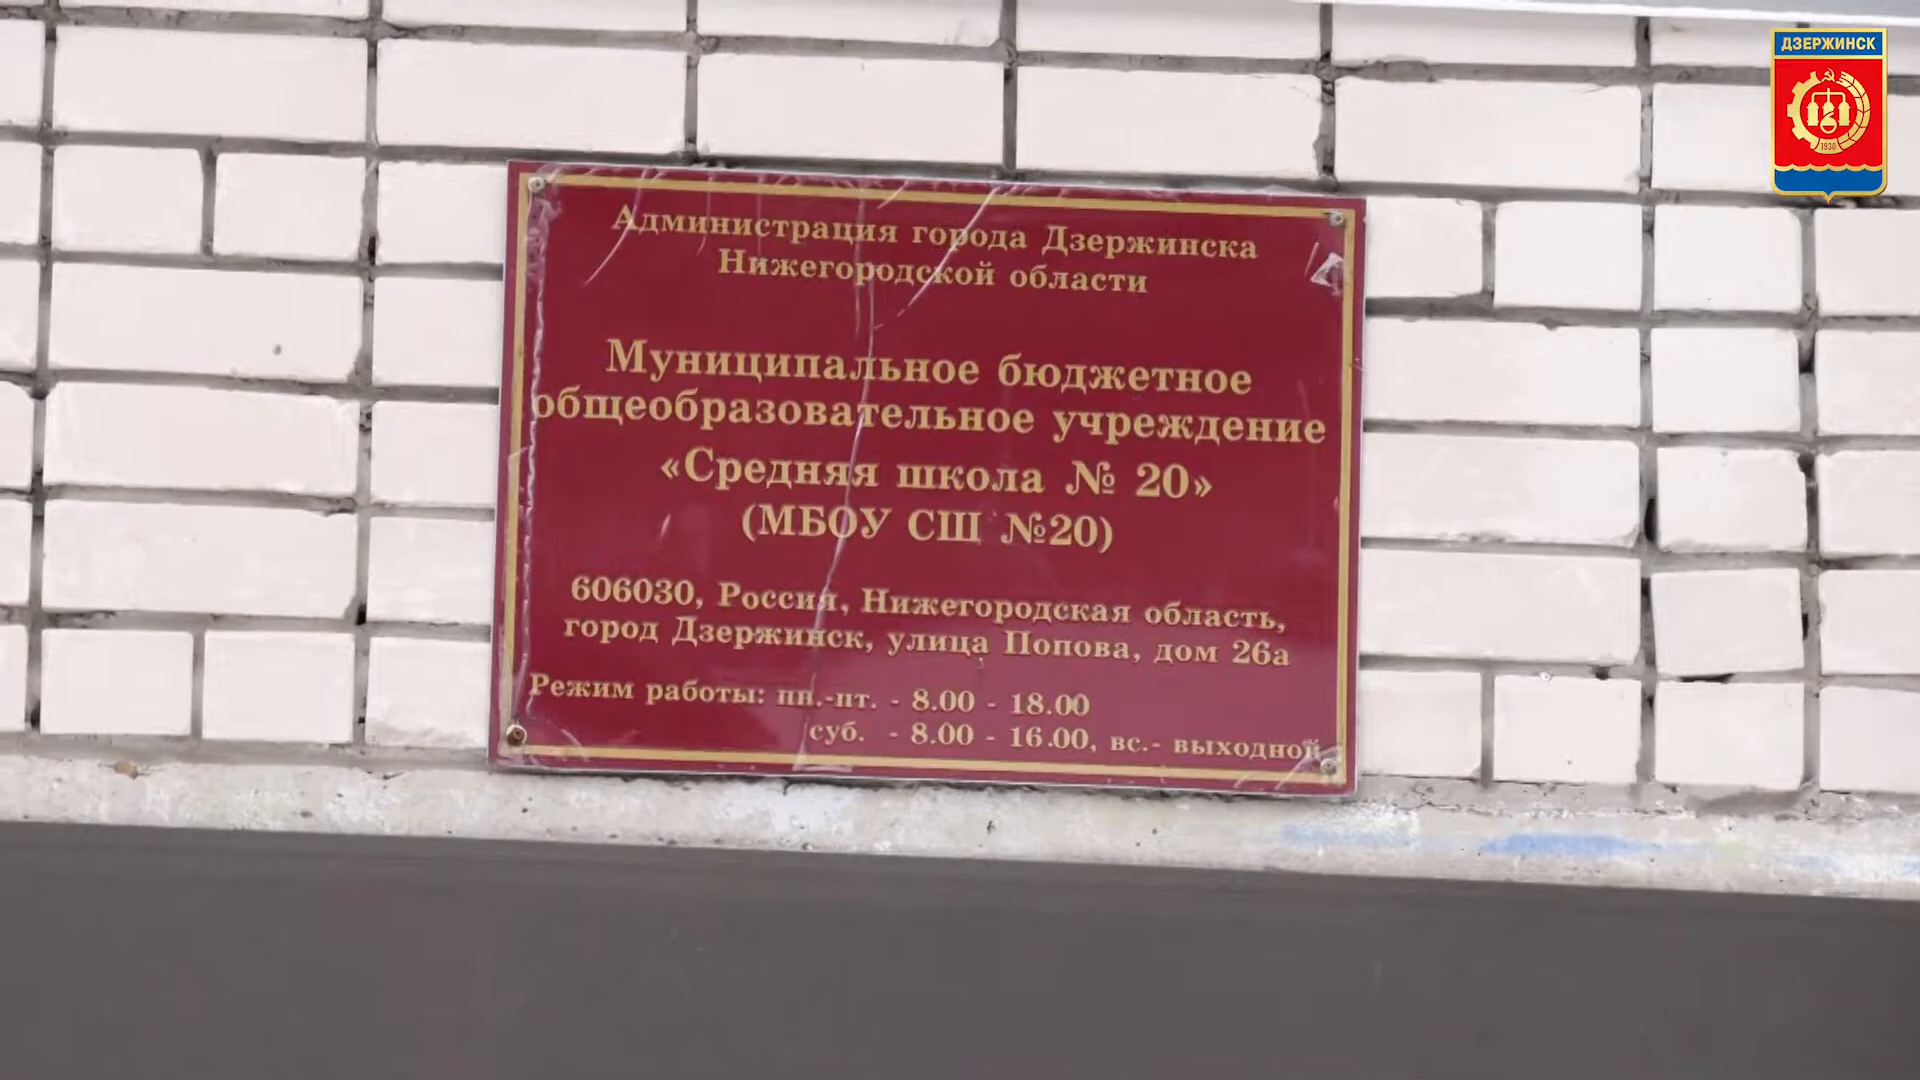 ДЗЕРЖИНСК
1930
Администрация города Дзержинска
Нижегородской области
Муниципальное бюджетное
общеобразовательное учреждение
«Средняя школа № 20»
(МБОУ СШ №20)
606030, Россия, Нижегородская область,
город Дзержинск, улица Попова, дом 26а
Режим работы: пн.-пт. - 8.00 - 18.00
суб. - 8.00 - 16.00, вс.- выходной